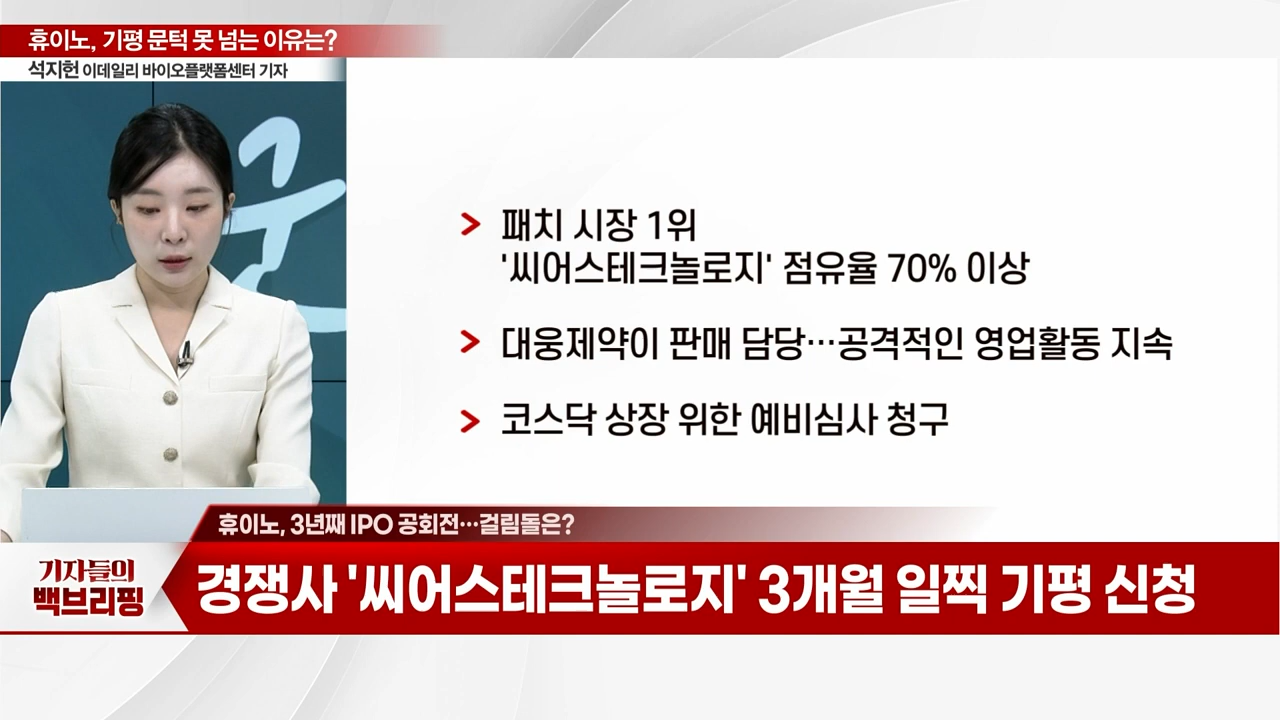 휴이노, 기평 문턱 못 넘는 이유는?
석지헌 이데일리 바이오플랫폼센터 기자
패치 시장 1위
'씨어스테크놀로지' 점유율 70% 이상
대웅제약이 판매 담당…공격적인 영업활동 지속
코스닥 상장 위한 예비심사 청구
휴이노, 3년째 IPO 공회전…걸림돌은?
기자들의
백브리핑
경쟁사 '씨어스테크놀로지' 3개월 일찍 기평 신청